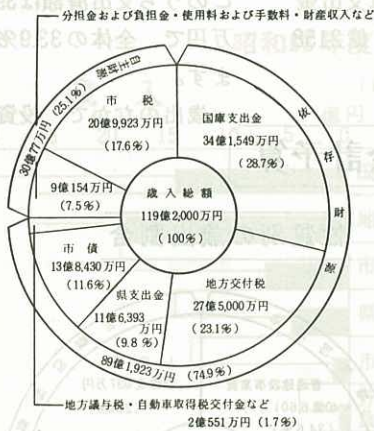 分担金および負担金・使用料および手数料・財産収入など
自主財源
30億77万円 (25.1%)
市 税
20億9,923万円
(17.6%)
国庫支出金
34億1,549万円
(28.7%)
依存財源
9億154万円
(7.5%)
歳入総額
119億2,000万円
(100%)
市 債
13億8,430万円
(11.6%)
県支出金
11億6,393
万円
(9.8%)
地方交付税
27億5,000万円
(23.1%)
89億1,923万円 (74.9%)
地方譲与税・自動車取得税交付金など
2億551万円 (1.7%)